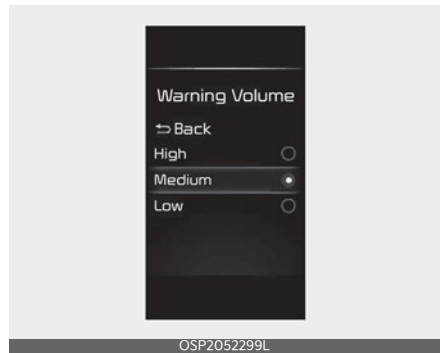 Warning Volume
Back
High
Medium
Low
OSP2052299L